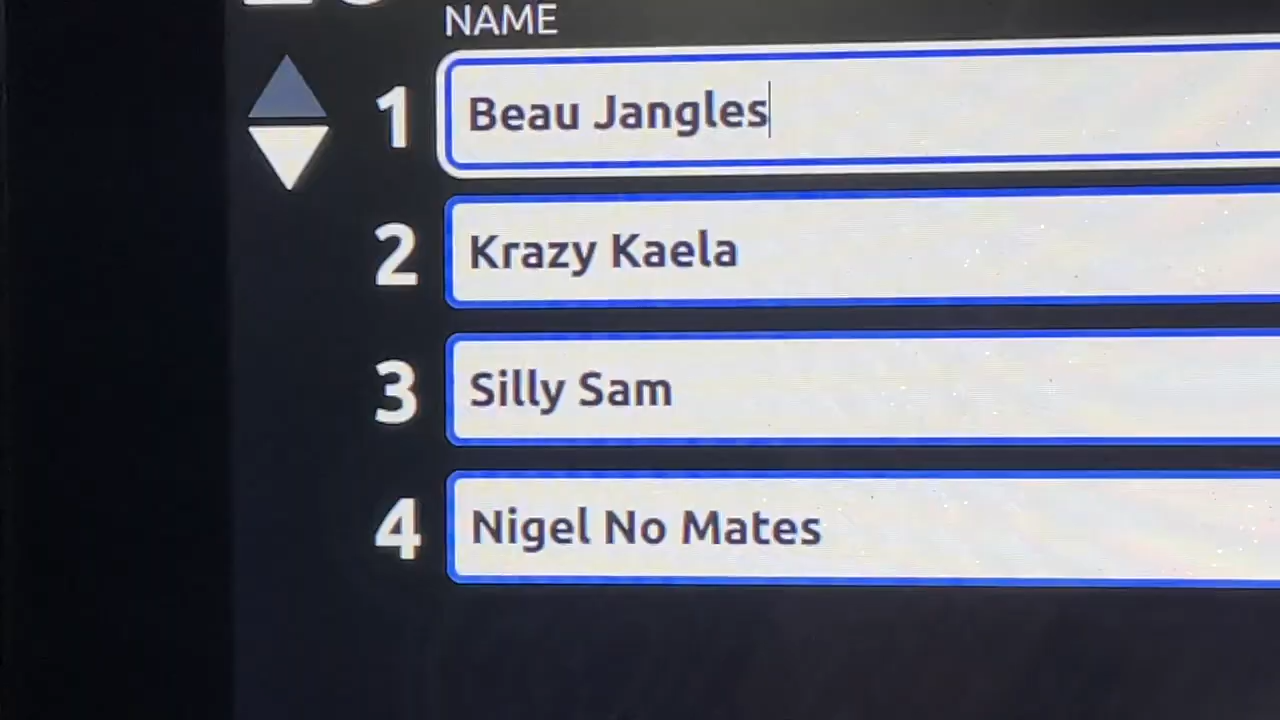 NAME
1 Beau Jangles
2 Krazy Kaela
3 Silly Sam
4 Nigel No Mates